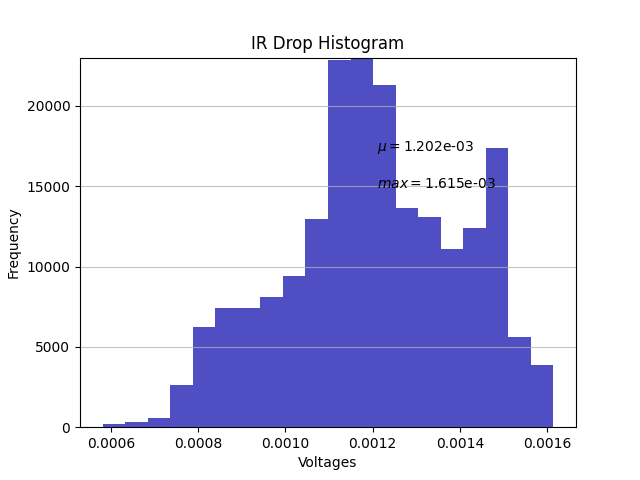 IR Drop Histogram
20000
15000
10000
5000
0
Frequency
μ = 1.202e-03
max = 1.615e-03
0.0006 0.0008 0.0010 0.0012 0.0014 0.0016
Voltages